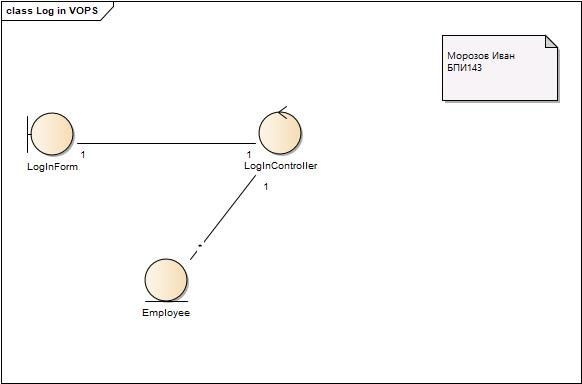 class Log in VOPS
Морозов Иван
БПИ143
1
1
LogInForm
LogInController
1
*
Employee